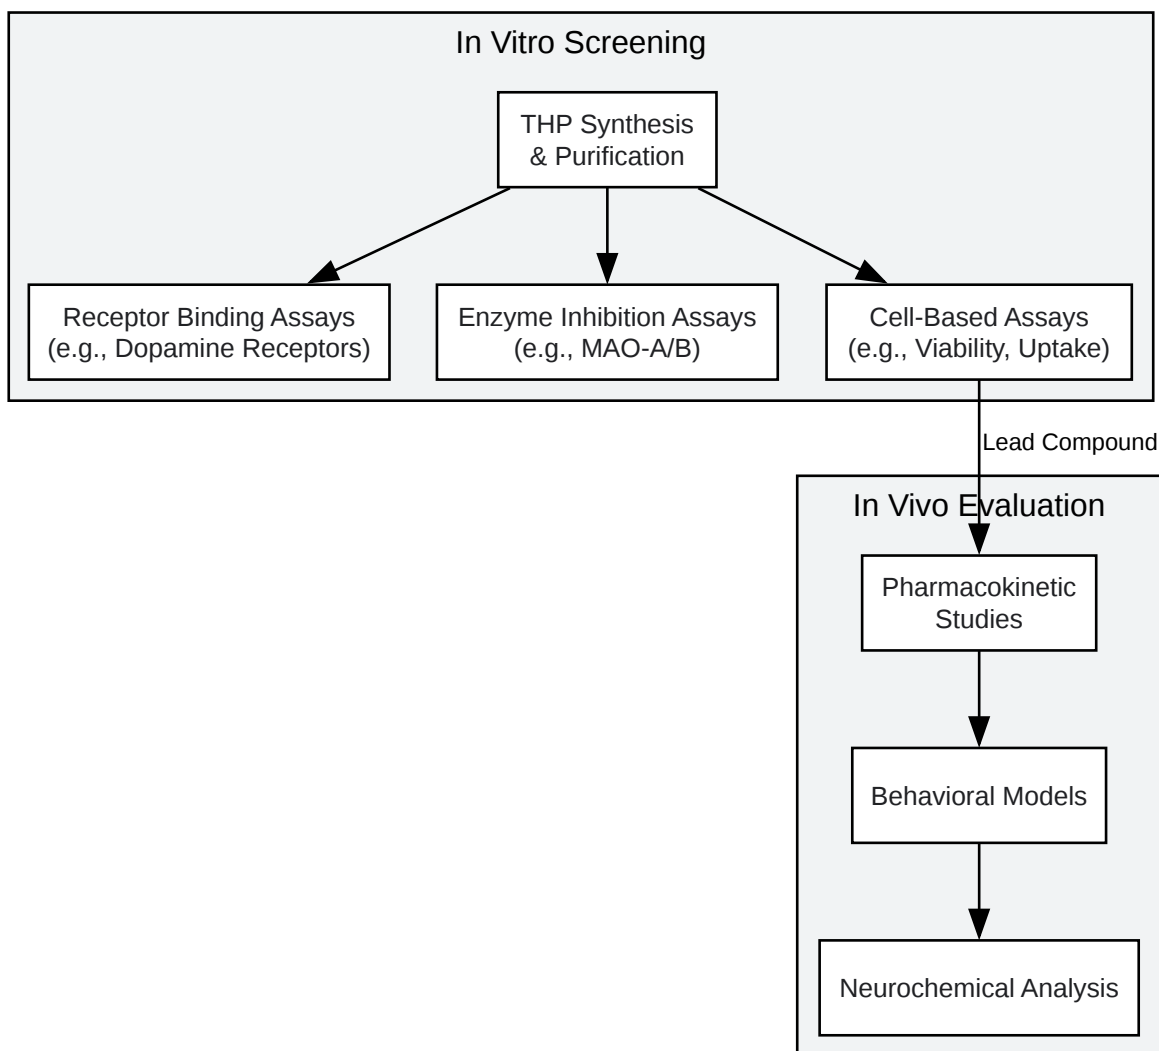 In Vitro Screening
THP Synthesis
& Purification
Receptor Binding Assays
(e.g., Dopamine Receptors)
Enzyme Inhibition Assays
(e.g., MAO-A/B)
Cell-Based Assays
(e.g., Viability, Uptake)
Lead Compound
In Vivo Evaluation
Pharmacokinetic
Studies
Behavioral Models
Neurochemical Analysis